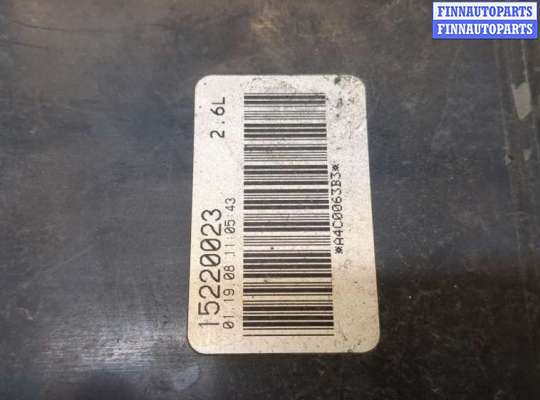 FINNAUTOPARTS
FINNAUTOPARTS
15220023 2.6L
01.19.08 11:05:43
*A4C0063B3*